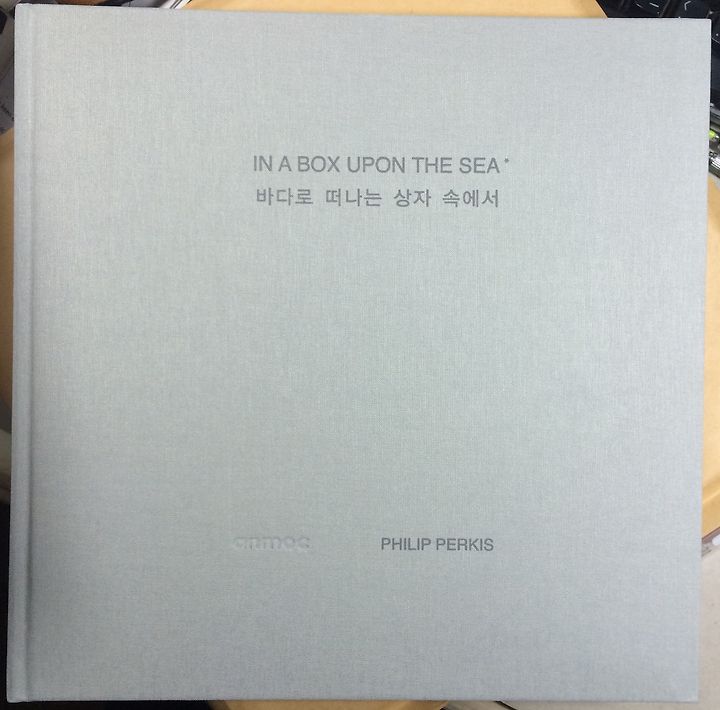 IN A BOX UPON THE SEA*
바다로 떠나는 상자 속에서
anmoc PHILIP PERKIS